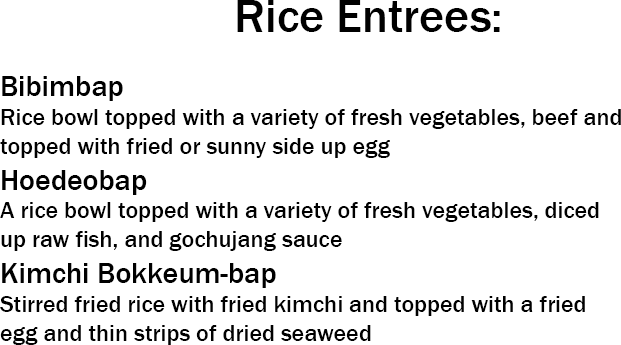 Rice Entrees:
Bibimbap
Rice bowl topped with a variety of fresh vegetables, beef and
topped with fried or sunny side up egg
Hoedeobap
A rice bowl topped with a variety of fresh vegetables, diced
up raw fish, and gochujang sauce
Kimchi Bokkeum-bap
Stirred fried rice with fried kimchi and topped with a fried
egg and thin strips of dried seaweed